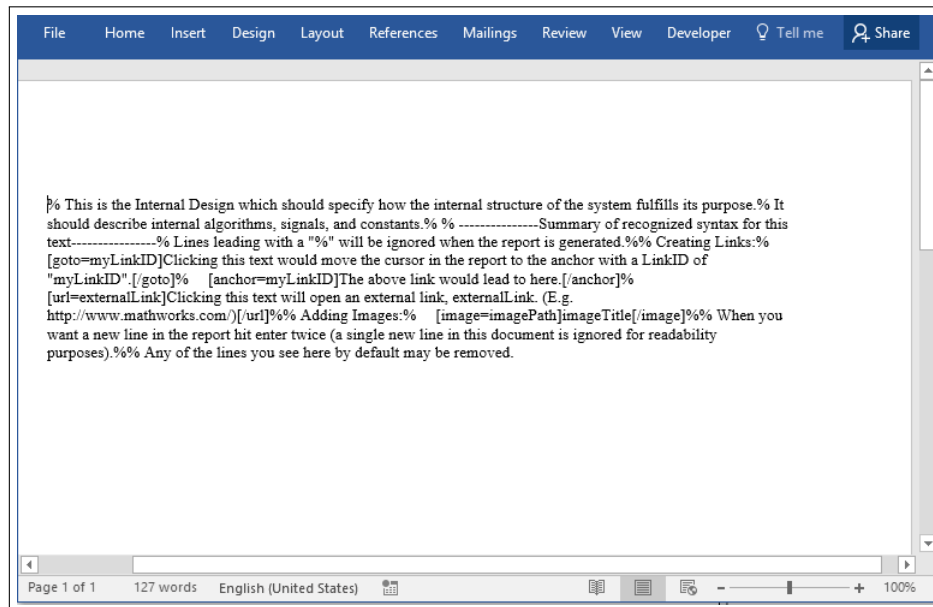 File Home Insert Design Layout References Mailings Review View Developer Tell me Share
% This is the Internal Design which should specify how the internal structure of the system fulfills its purpose.% It
should describe internal algorithms, signals, and constants.% % ---------------Summary of recognized syntax for this
text----------------% Lines leading with a "%" will be ignored when the report is generated.%% Creating Links:%
[goto=myLinkID]Clicking this text would move the cursor in the report to the anchor with a LinkID of
"myLinkID".[/goto]% [anchor=myLinkID]The above link would lead to here.[/anchor]%
[url=externalLink]Clicking this text will open an external link, externalLink. (E.g.
http://www.mathworks.com/)[/url]%% Adding Images:% [image=imagePath]imageTitle[/image]%% When you
want a new line in the report hit enter twice (a single new line in this document is ignored for readability
purposes).%% Any of the lines you see here by default may be removed.
Page 1 of 1 127 words English (United States) 100%